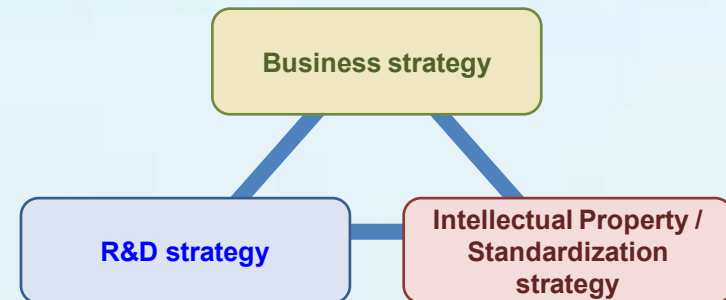 Business strategy
R&D strategy
Intellectual Property /
Standardization
strategy